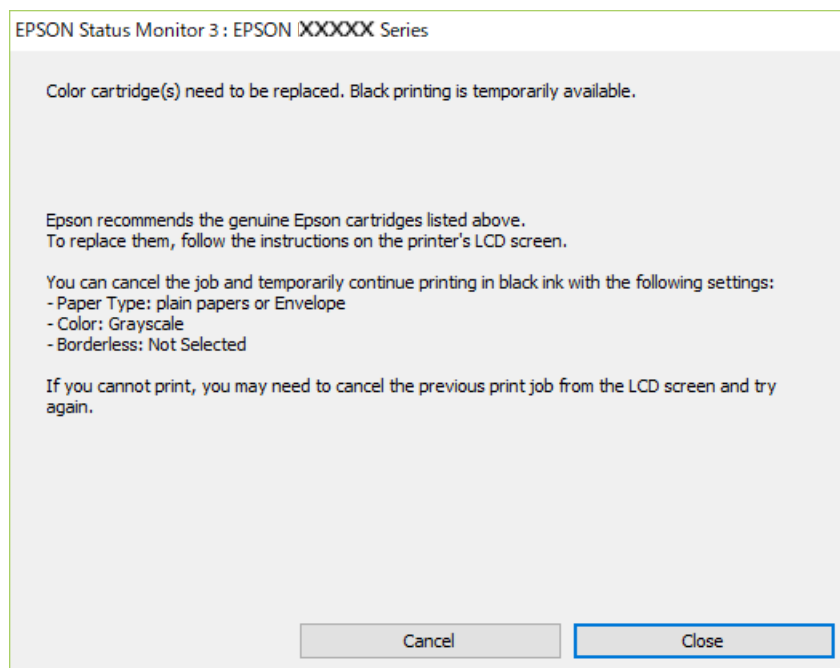 EPSON Status Monitor 3 : EPSON XXXXX Series
Color cartridge(s) need to be replaced. Black printing is temporarily available.
Epson recommends the genuine Epson cartridges listed above.
To replace them, follow the instructions on the printer's LCD screen.
You can cancel the job and temporarily continue printing in black ink with the following settings:
- Paper Type: plain papers or Envelope
- Color: Grayscale
- Borderless: Not Selected
If you cannot print, you may need to cancel the previous print job from the LCD screen and try
again.
Cancel
Close